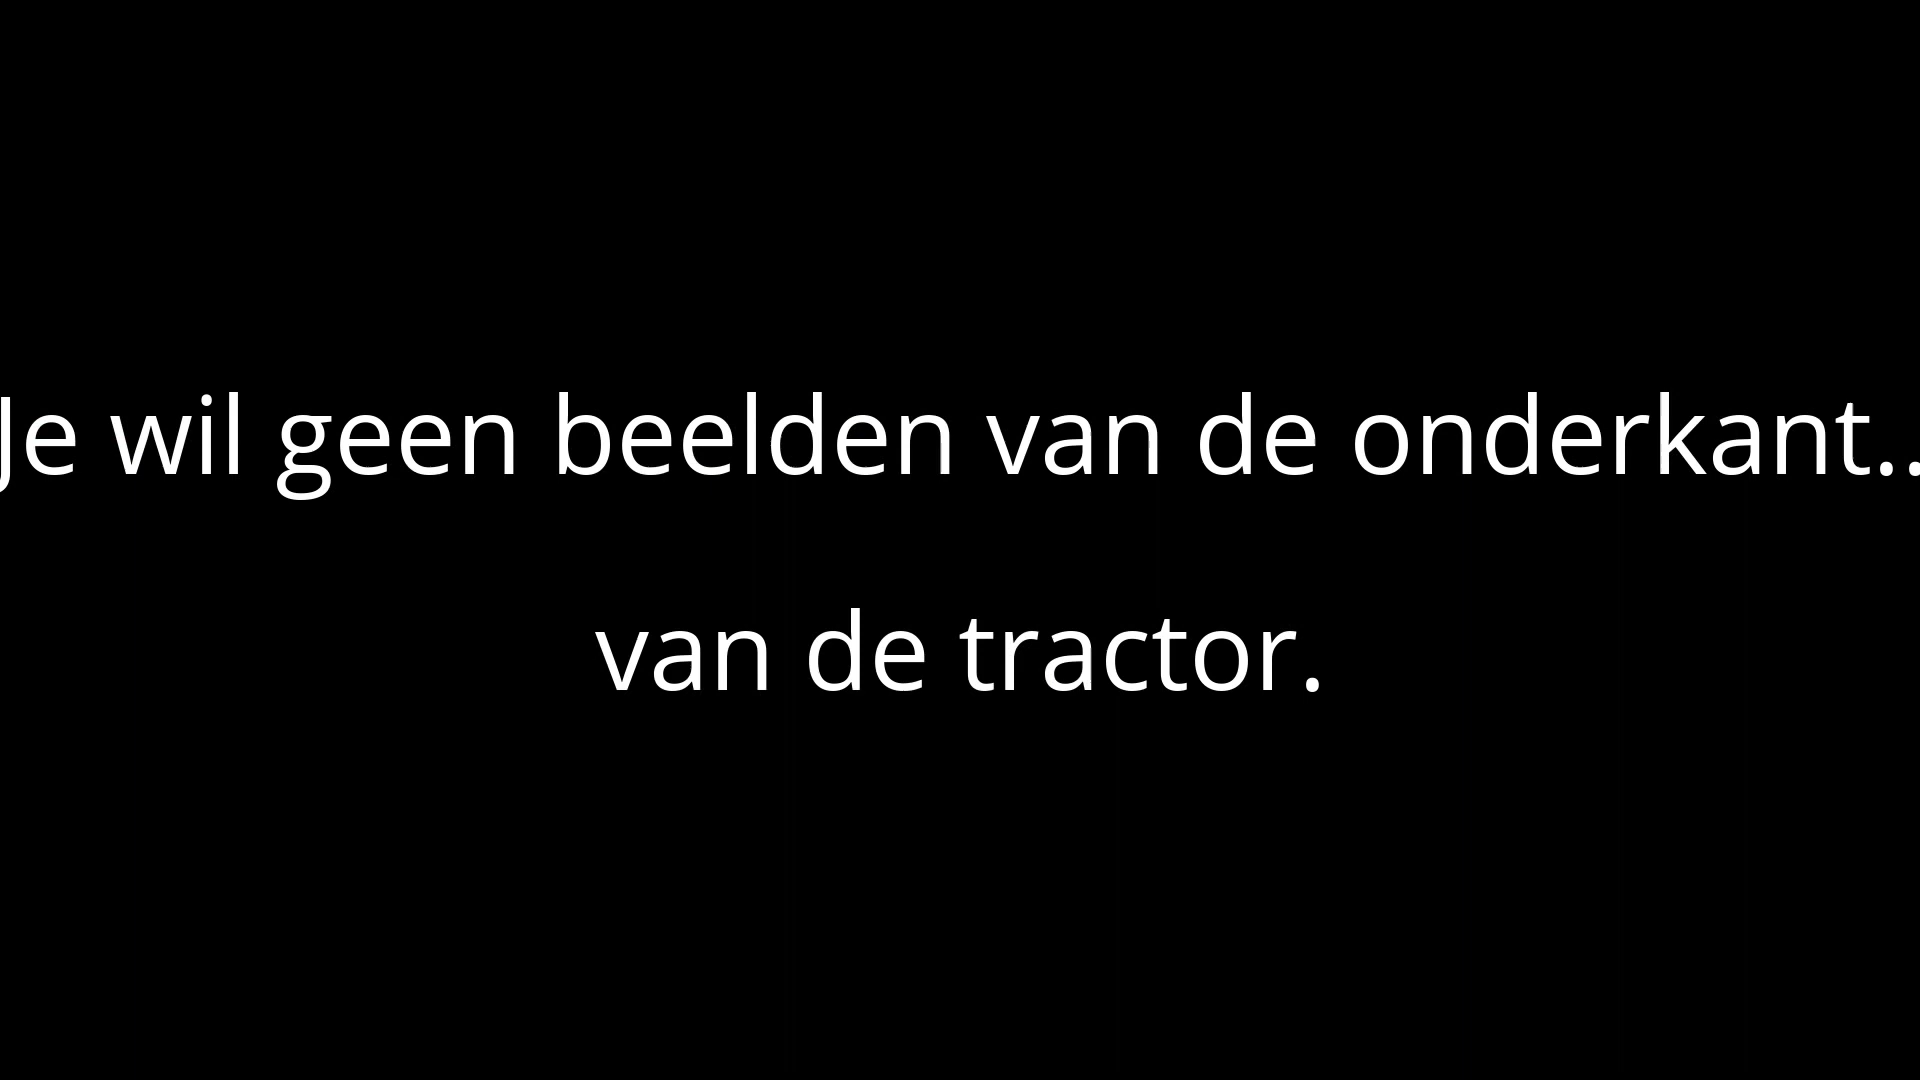 Je wil geen beelden van de onderkant..
van de tractor.